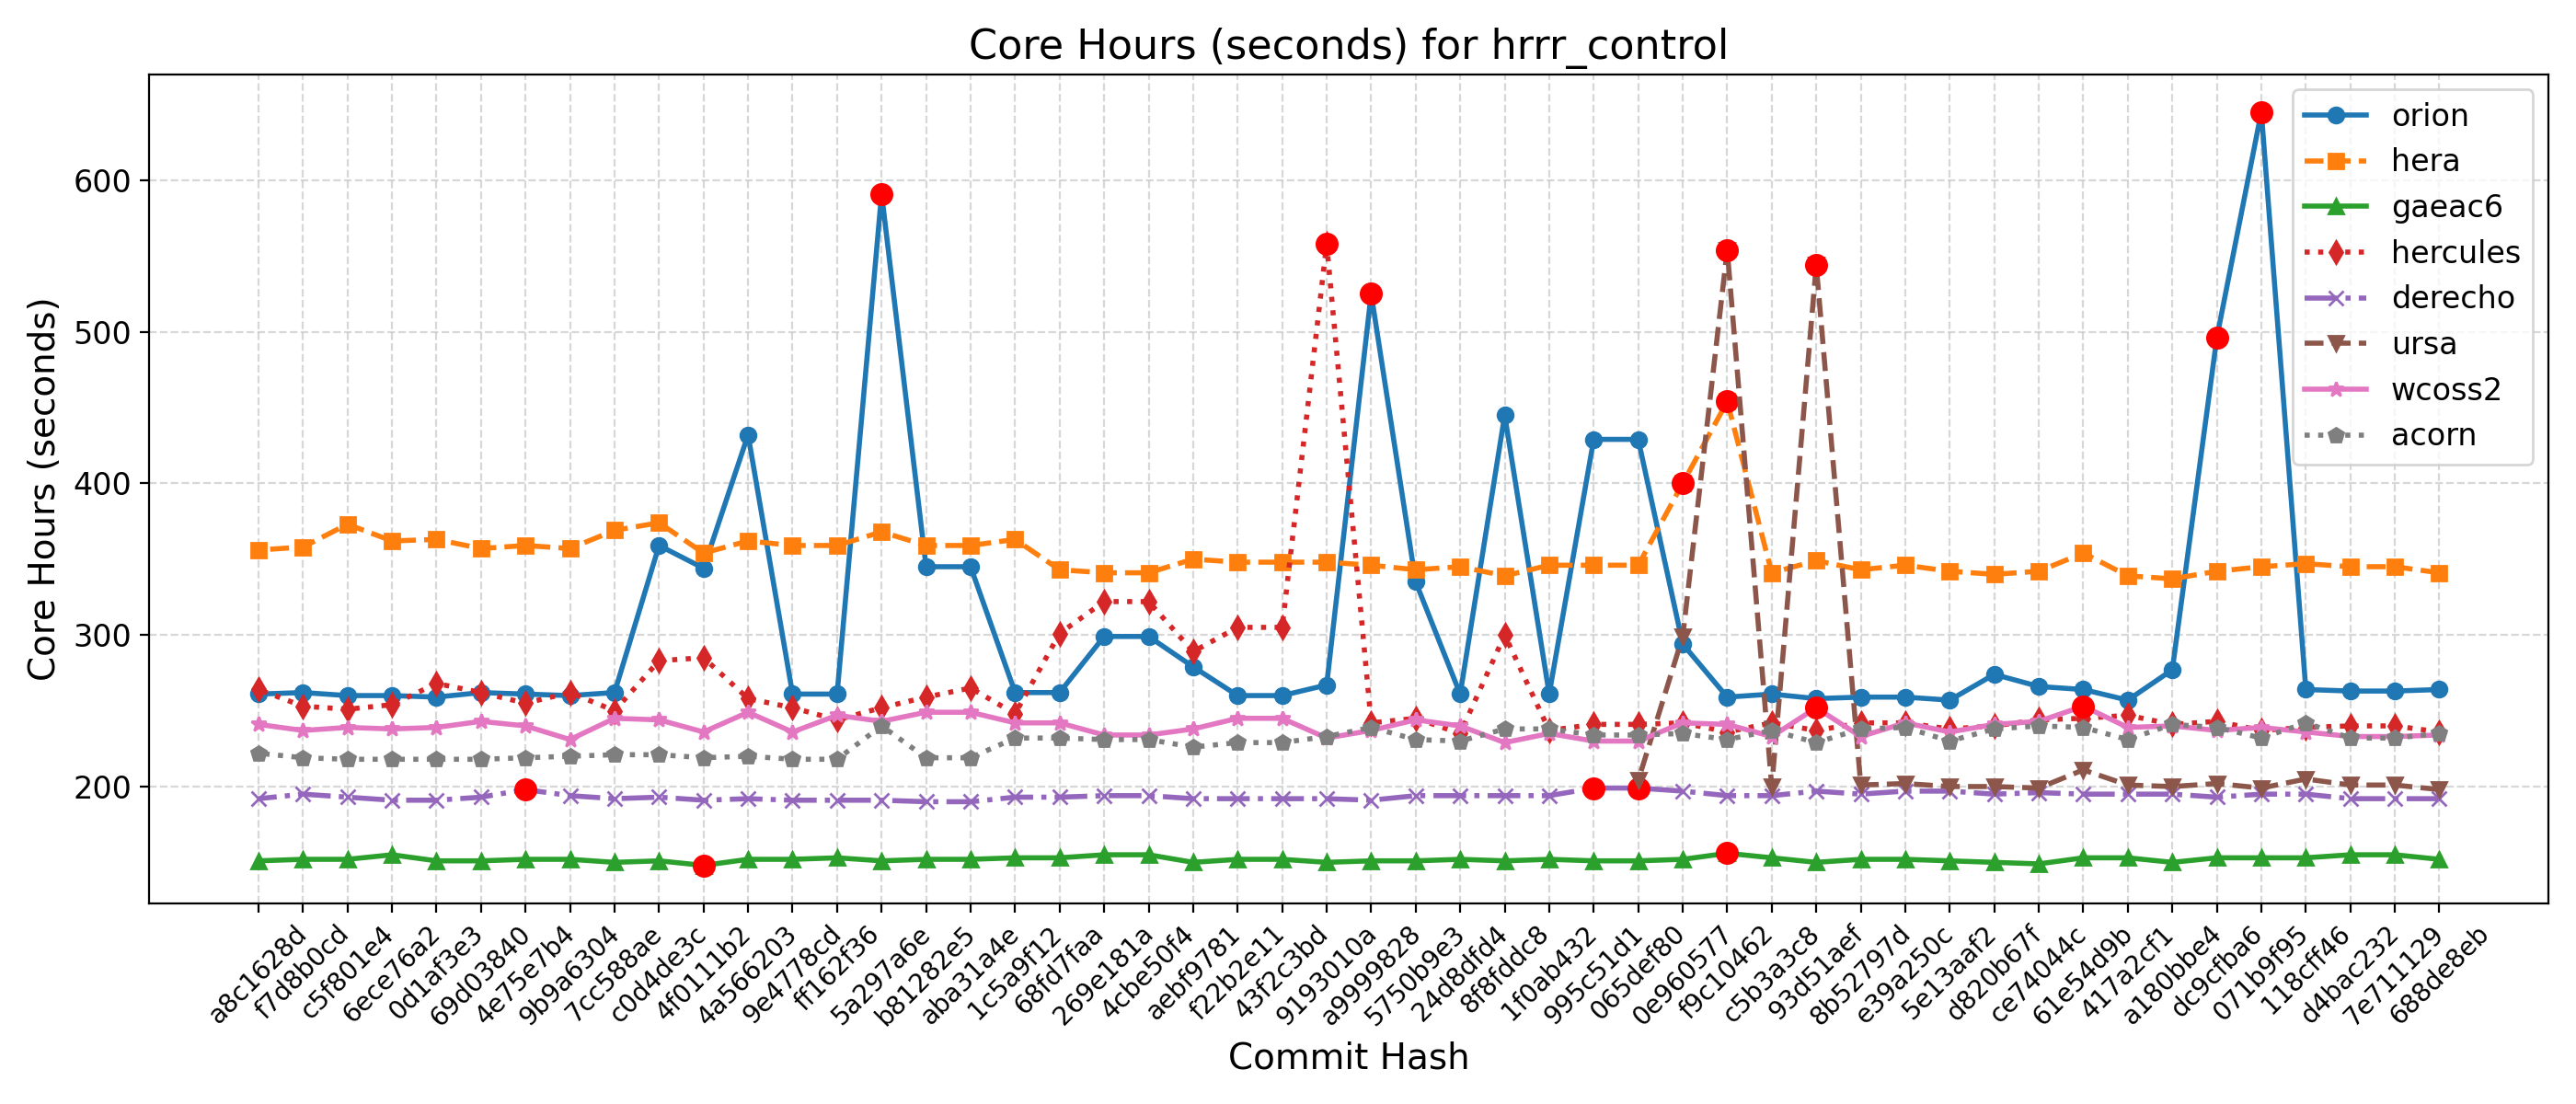 Core Hours (seconds) for hrrr_control
Core Hours (seconds)
600
500
400
300
200
orion
hera
gaeac6
hercules
derecho
ursa
wcoss2
acorn
a8c1628d
f7d8b0cd
c5f801e4
6ece76a2
0d1af3e3
69d03840
4e75e7b4
9b9a6304
7cc588ae
c0d4de3c
4f0111b2
4a566203
9e4778cd
ff162f36
5a297a6e
b81282e5
aba31a4e
1c5a9f12
68fd7faa
269e181a
4cbe50f4
aebf9781
f22b2e11
43f2c3bd
9193010a
a9999828
5750b9e3
24d8dfd4
8f8fddc8
1f0ab432
995c51d1
065def80
0e960577
f9c10462
c5b3a3c8
93d51aef
8b52797d
e39a250c
5e13aaf2
d820b67f
ce74044c
61e54d9b
417a2cf1
a180bbe4
dc9cfba6
071b9f95
118cff46
d4bac232
7e711129
688de8eb
Commit Hash